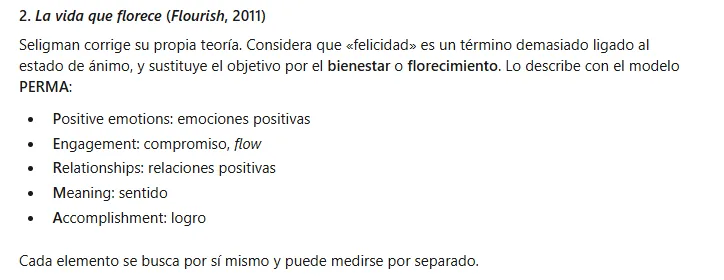 2. La vida que florece (Flourish, 2011)
Seligman corrige su propia teoría. Considera que «felicidad» es un término demasiado ligado al
estado de ánimo, y sustituye el objetivo por el bienestar o florecimiento. Lo describe con el modelo
PERMA:
• Positive emotions: emociones positivas
• Engagement: compromiso, flow
• Relationships: relaciones positivas
• Meaning: sentido
• Accomplishment: logro
Cada elemento se busca por sí mismo y puede medirse por separado.